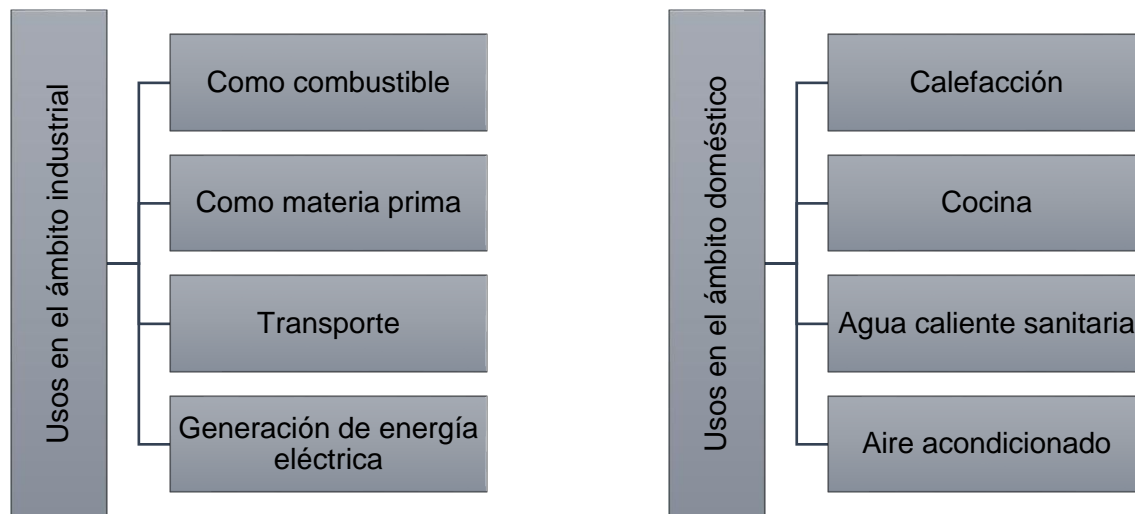 Usos en el ámbito industrial
Como combustible
Como materia prima
Transporte
Generación de energía
eléctrica
Usos en el ámbito doméstico
Calefacción
Cocina
Agua caliente sanitaria
Aire acondicionado